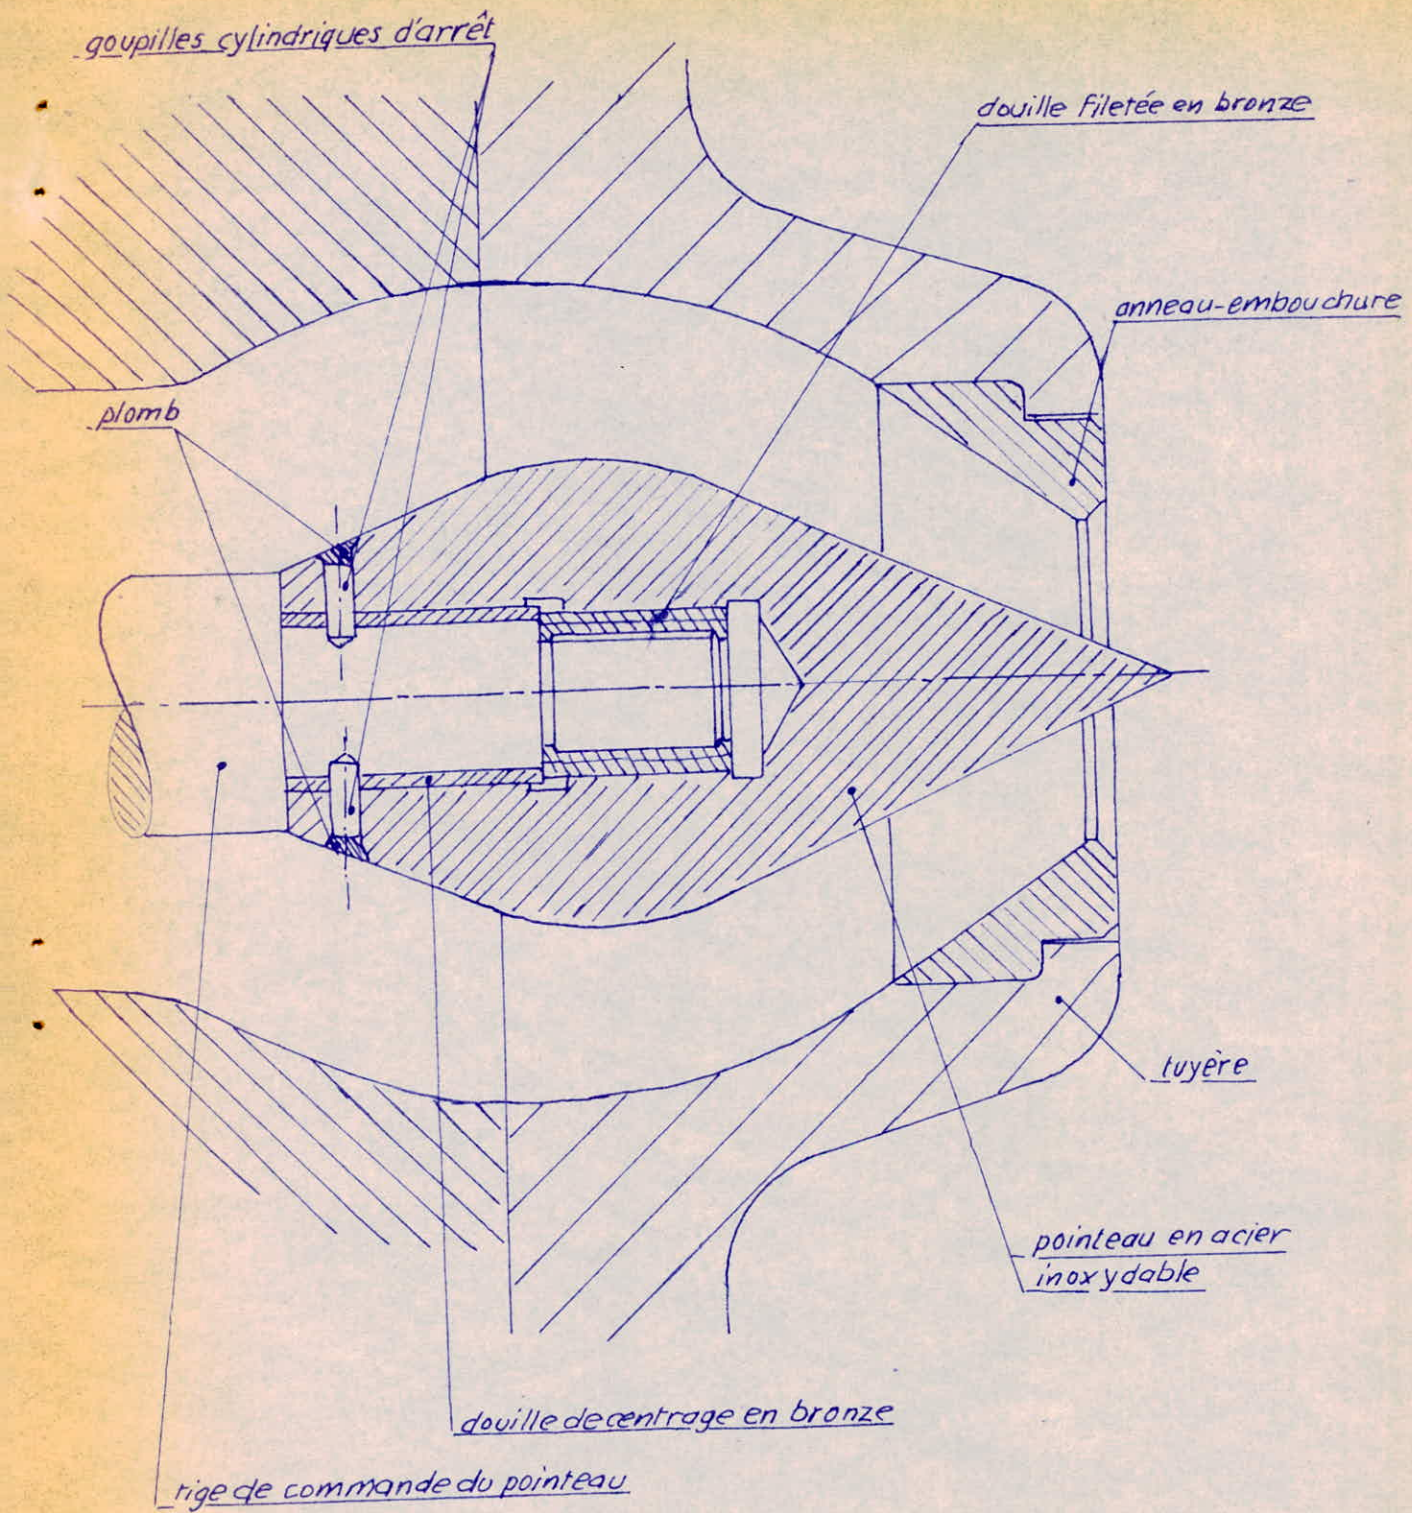 goupilles cylindriques d'arrêt
douille filetée en bronze
anneau-embouchure
plomb
tuyère
pointeau en acier
inoxydable
douille de centrage en bronze
tige de commande du pointeau